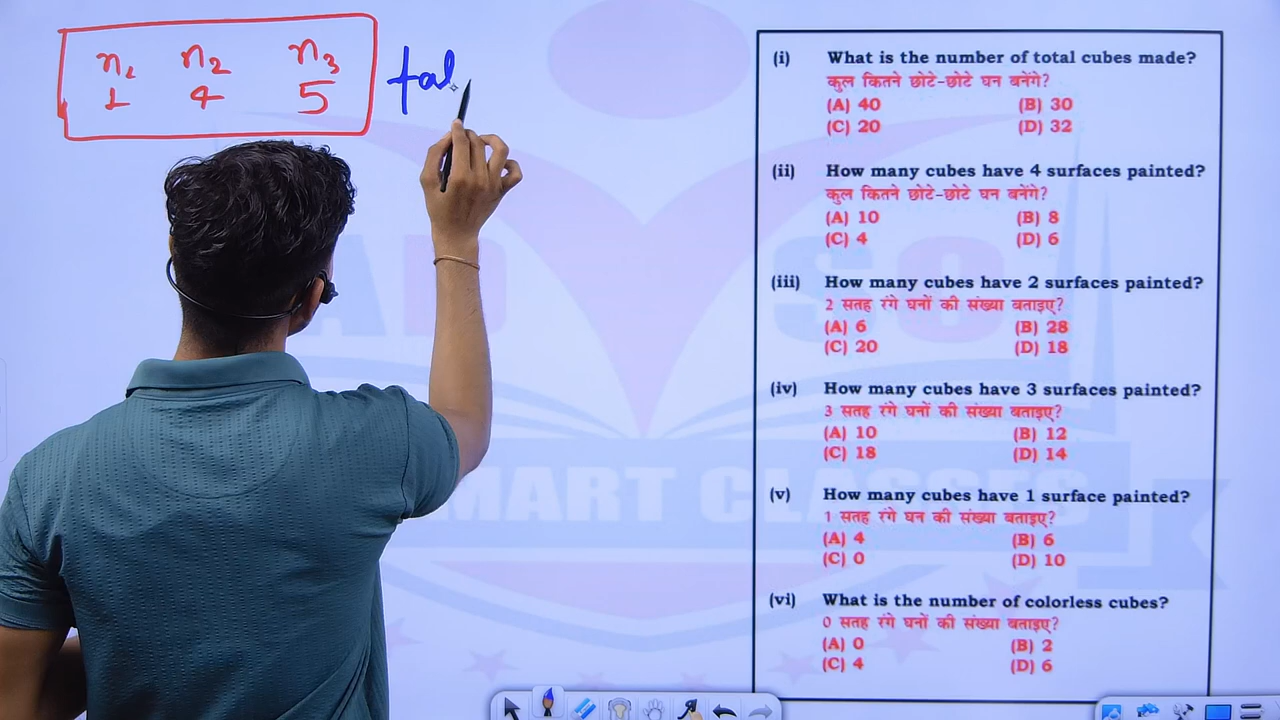 n₁ n₂ n₃
1 4 5
tal
(i) What is the number of total cubes made?
कुल कितने छोटे-छोटे घन बनेंगे?
(A) 40 (B) 30
(C) 20 (D) 32
(ii) How many cubes have 4 surfaces painted?
कुल कितने छोटे-छोटे घन बनेंगे?
(A) 10 (B) 8
(C) 4 (D) 6
(iii) How many cubes have 2 surfaces painted?
2 सतह रंगे घनों की संख्या बताइए?
(A) 6 (B) 28
(C) 20 (D) 18
(iv) How many cubes have 3 surfaces painted?
3 सतह रंगे घनों की संख्या बताइए?
(A) 10 (B) 12
(C) 18 (D) 14
(v) How many cubes have 1 surface painted?
1 सतह रंगे घन की संख्या बताइए?
(A) 4 (B) 6
(C) 0 (D) 10
(vi) What is the number of colorless cubes?
0 सतह रंगे घनों की संख्या बताइए?
(A) 0 (B) 2
(C) 4 (D) 6
MART CLASSES